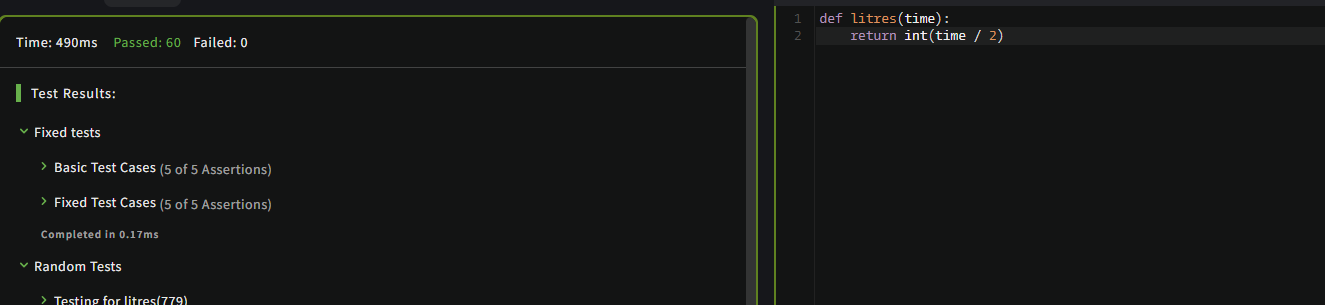 Time: 490ms Passed: 60 Failed: 0
Test Results:
Fixed tests
Basic Test Cases (5 of 5 Assertions)
Fixed Test Cases (5 of 5 Assertions)
Completed in 0.17ms
Random Tests
Testing for litres(779)
1 def litres(time):
2     return int(time / 2)